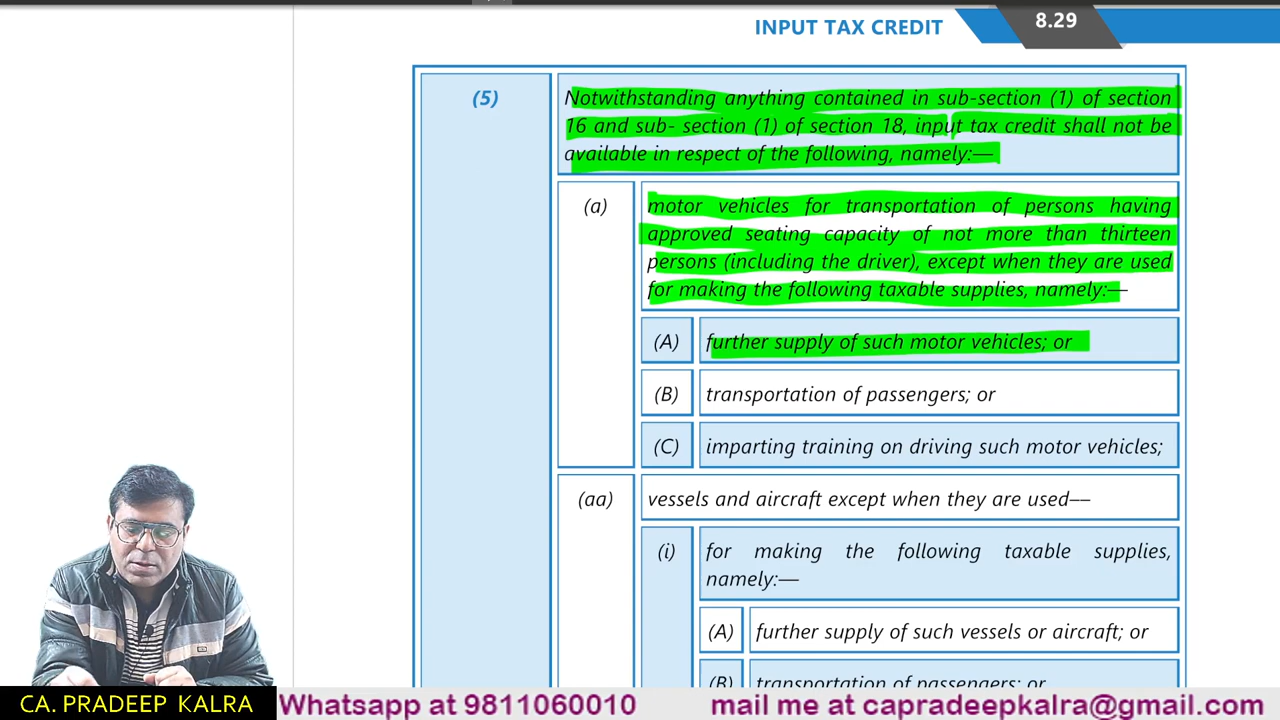 INPUT TAX CREDIT
8.29
(5)
Notwithstanding anything contained in sub-section (1) of section
16 and sub- section (1) of section 18, input tax credit shall not be
available in respect of the following, namely:—
(a)
motor vehicles for transportation of persons having
approved seating capacity of not more than thirteen
persons (including the driver), except when they are used
for making the following taxable supplies, namely:—
(A)
further supply of such motor vehicles; or
(B)
transportation of passengers; or
(C)
imparting training on driving such motor vehicles;
(aa)
vessels and aircraft except when they are used––
(i)
for making the following taxable supplies,
namely:—
(A)
further supply of such vessels or aircraft; or
(B)
transportation of passengers; or
CA. PRADEEP KALRA
Whatsapp at 9811060010
mail me at capradeepkalra@gmail.com